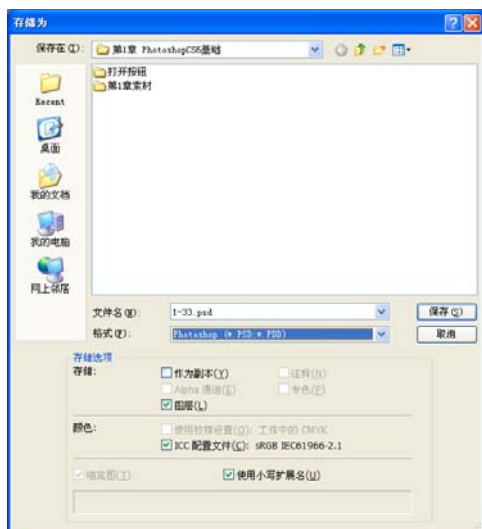 存储为
保存在(I): 第1章 PhotoshopCS6基础
打开按钮
第1章素材
Recent
桌面
我的文档
我的电脑
网上邻居
文件名(N): 1-33.psd 保存(S)
格式(F): Photoshop (*.PSD;*.PDD) 取消
存储选项
存储: 作为副本(Y) 注释(N)
Alpha 通道(E) 专色(P)
图层(L)
颜色: 使用校样设置(O): 工作中的 CMYK
ICC 配置文件(C): sRGB IEC61966-2.1
缩览图(T) 使用小写扩展名(U)